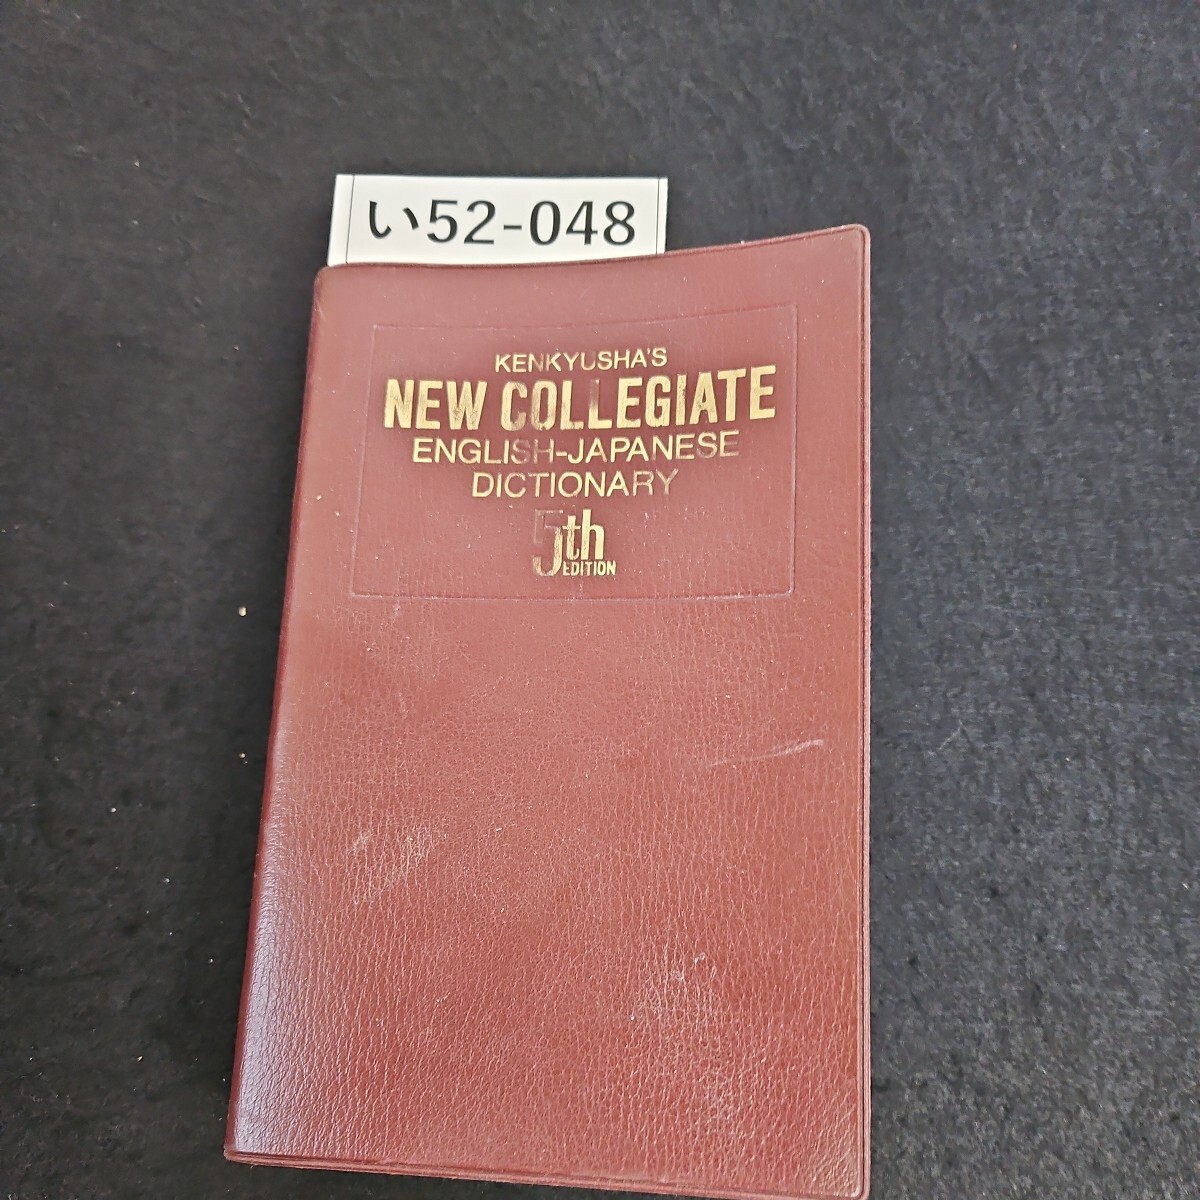 い52-048
KENKYUSHA'S
NEW COLLEGIATE
ENGLISH-JAPANESE
DICTIONARY
5th
EDITION